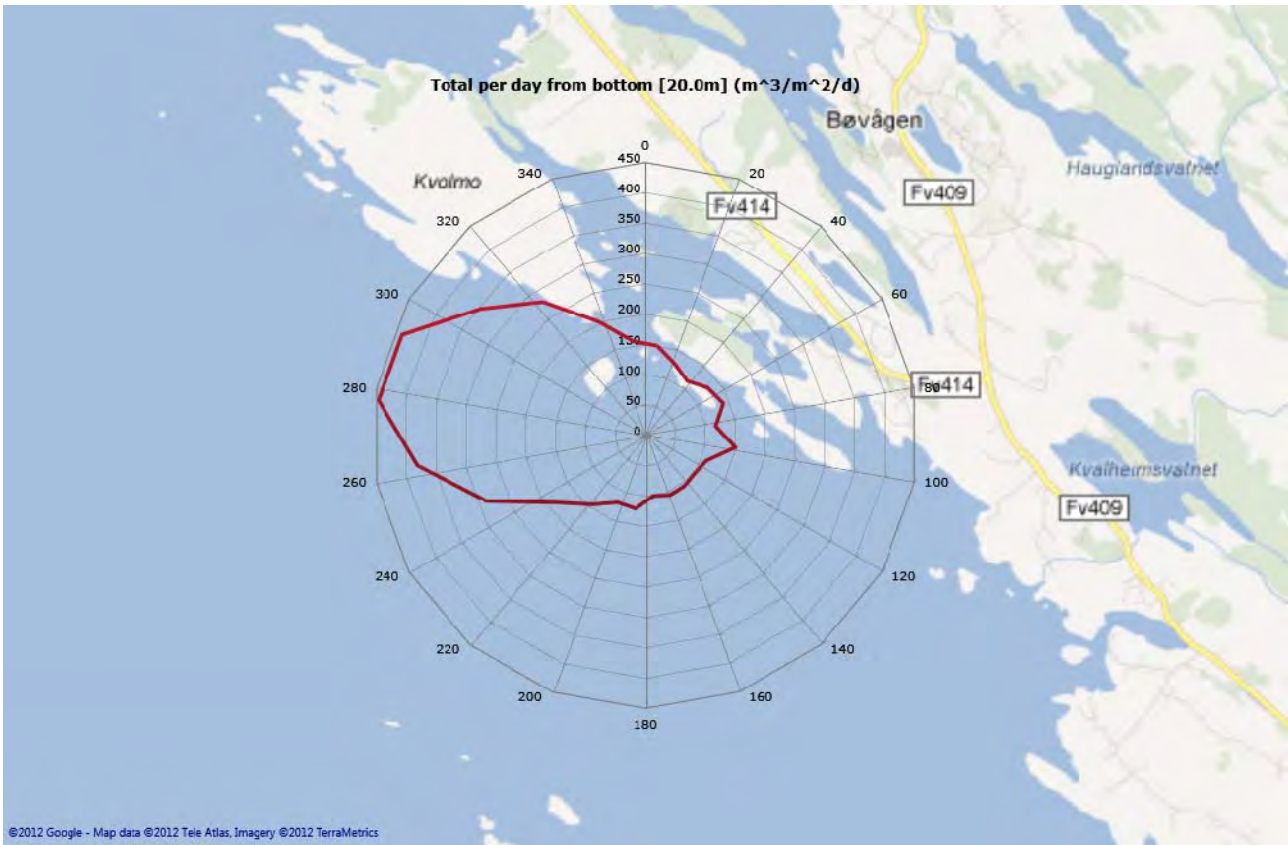 Total per day from bottom [20.0m] (m^3/m^2/d)
Bøvågen
Hauglandsvatnet
Kvolmo
Fv409
Fv414
0
20
40
60
80
100
120
140
160
180
200
220
240
260
280
300
320
340
450
400
350
300
250
200
150
100
50
0
Fv414
Kvalheimsvatnet
Fv409
©2012 Google - Map data ©2012 Tele Atlas, Imagery ©2012 TerraMetrics